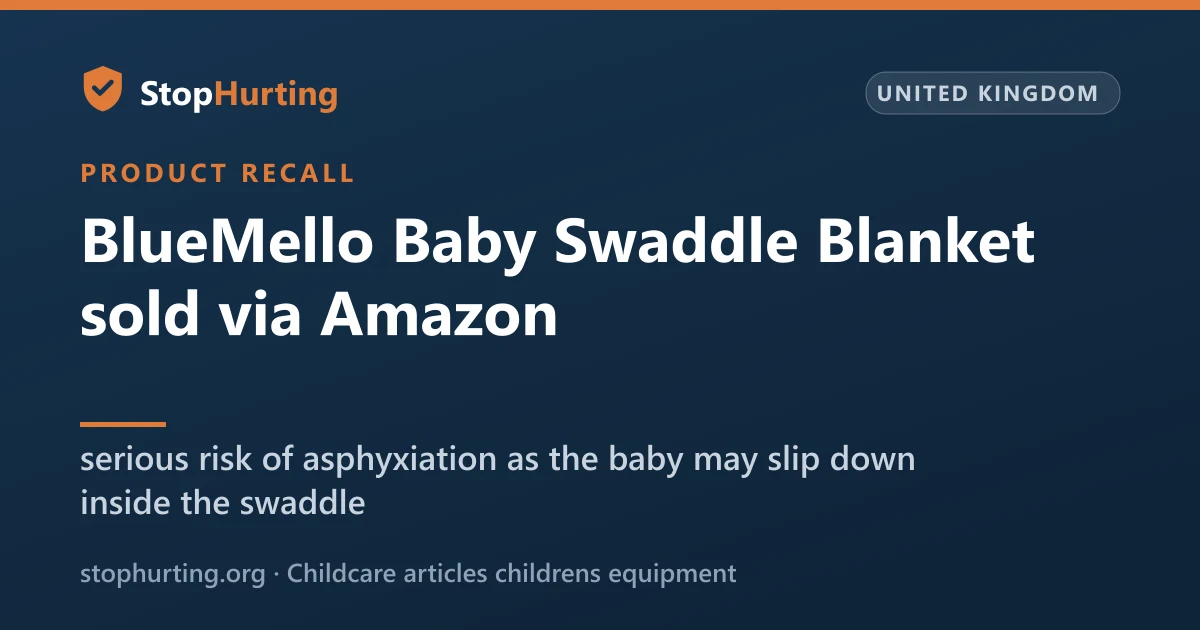 StopHurting
UNITED KINGDOM
PRODUCT RECALL
BlueMello Baby Swaddle Blanket
sold via Amazon
serious risk of asphyxiation as the baby may slip down
inside the swaddle
stophurting.org · Childcare articles childrens equipment